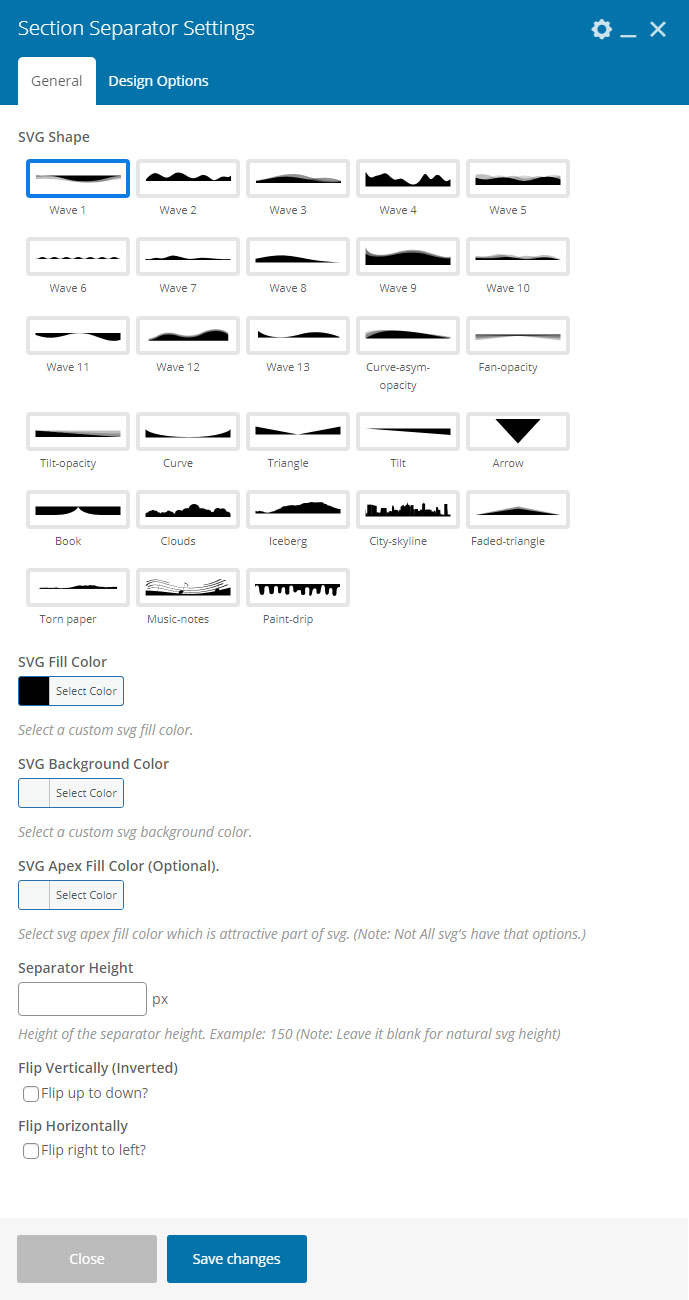 Section Separator Settings
General Design Options
SVG Shape
Wave 1 Wave 2 Wave 3 Wave 4 Wave 5
Wave 6 Wave 7 Wave 8 Wave 9 Wave 10
Wave 11 Wave 12 Wave 13 Curve-asym- Fan-opacity
opacity
Tilt-opacity Curve Triangle Tilt Arrow
Book Clouds Iceberg City-skyline Faded-triangle
Torn paper Music-notes Paint-drip
SVG Fill Color
Select Color
Select a custom svg fill color.
SVG Background Color
Select Color
Select a custom svg background color.
SVG Apex Fill Color (Optional).
Select Color
Select svg apex fill color which is attractive part of svg. (Note: Not All svg's have that options.)
Separator Height
px
Height of the separator height. Example: 150 (Note: Leave it blank for natural svg height)
Flip Vertically (Inverted)
Flip up to down?
Flip Horizontally
Flip right to left?
Close Save changes